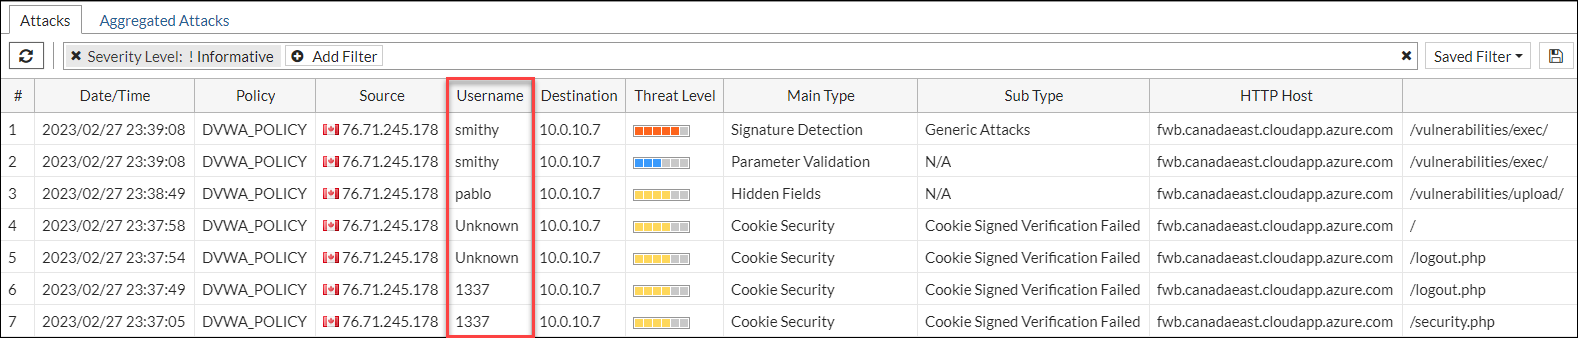 Attacks Aggregated Attacks
Severity Level: ! Informative Add Filter Saved Filter
# Date/Time Policy Source Username Destination Threat Level Main Type Sub Type HTTP Host
1 2023/02/27 23:39:08 DVWA_POLICY 76.71.245.178 smithy 10.0.10.7 Signature Detection Generic Attacks fwb.canadaeast.cloudapp.azure.com /vulnerabilities/exec/
2 2023/02/27 23:39:08 DVWA_POLICY 76.71.245.178 smithy 10.0.10.7 Parameter Validation N/A fwb.canadaeast.cloudapp.azure.com /vulnerabilities/exec/
3 2023/02/27 23:38:49 DVWA_POLICY 76.71.245.178 pablo 10.0.10.7 Hidden Fields N/A fwb.canadaeast.cloudapp.azure.com /vulnerabilities/upload/
4 2023/02/27 23:37:58 DVWA_POLICY 76.71.245.178 Unknown 10.0.10.7 Cookie Security Cookie Signed Verification Failed fwb.canadaeast.cloudapp.azure.com /
5 2023/02/27 23:37:54 DVWA_POLICY 76.71.245.178 Unknown 10.0.10.7 Cookie Security Cookie Signed Verification Failed fwb.canadaeast.cloudapp.azure.com /logout.php
6 2023/02/27 23:37:49 DVWA_POLICY 76.71.245.178 1337 10.0.10.7 Cookie Security Cookie Signed Verification Failed fwb.canadaeast.cloudapp.azure.com /logout.php
7 2023/02/27 23:37:05 DVWA_POLICY 76.71.245.178 1337 10.0.10.7 Cookie Security Cookie Signed Verification Failed fwb.canadaeast.cloudapp.azure.com /security.php